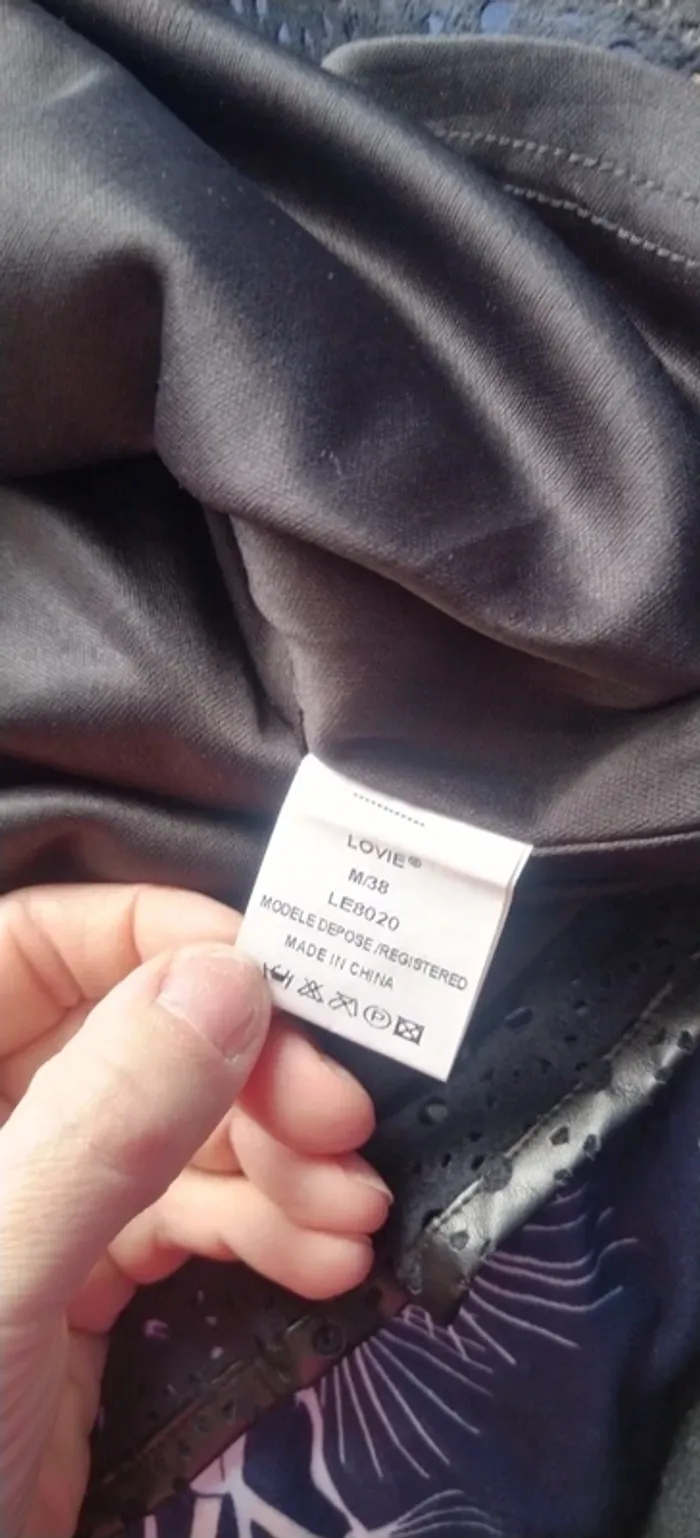 LOVIE®
M/38
LE8020
MODELE DEPOSE /REGISTERED
MADE IN CHINA
P